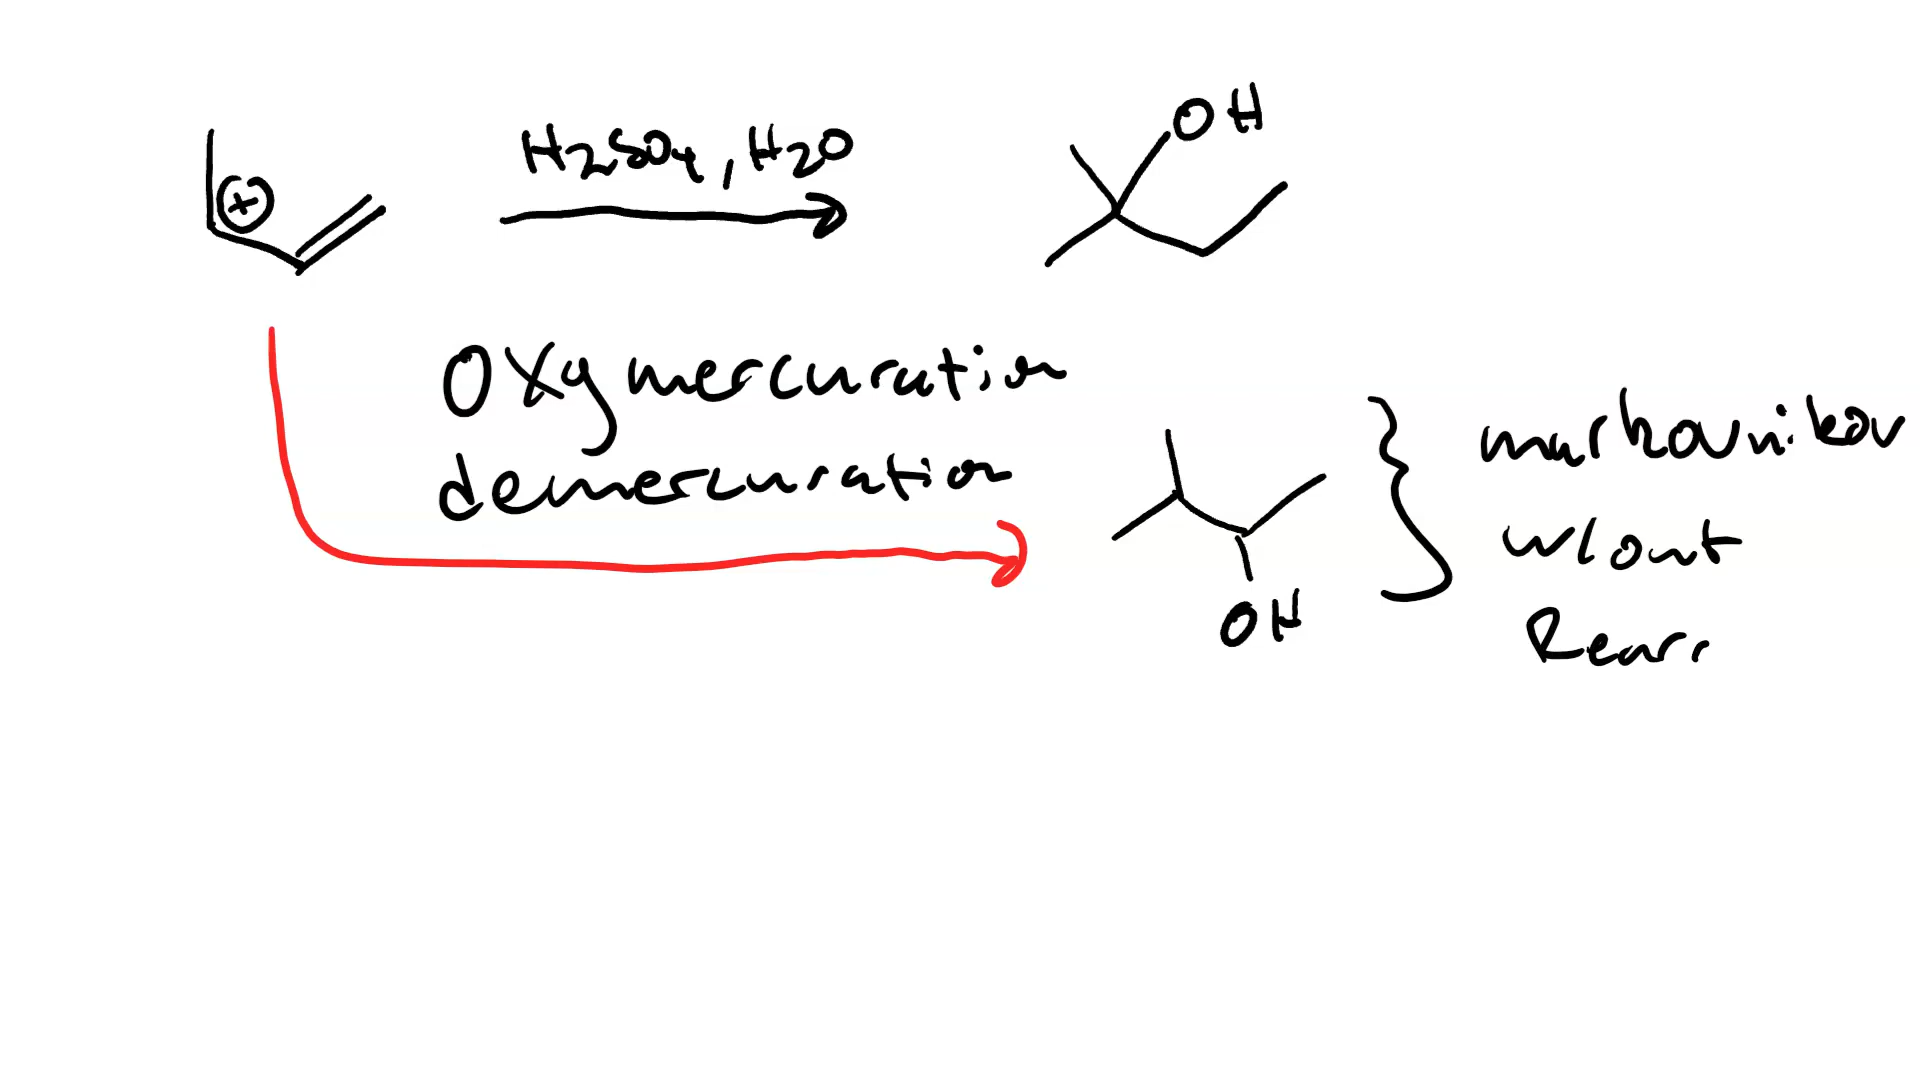 H2SO4, H2O
OH
+
Oxymercuration
demercuration
markovnikov
w/out
Rearr
OH